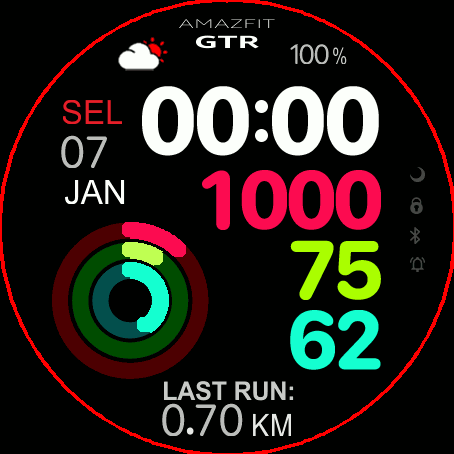 AMAZFIT
GTR
100%
SEL
00:00
07
JAN
1000
75
62
LAST RUN:
0.70 KM